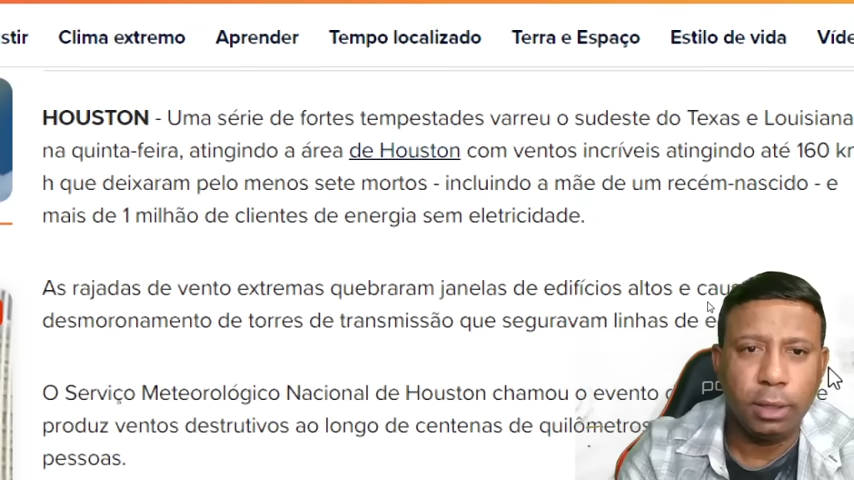 stir Clima extremo Aprender Tempo localizado Terra e Espaço Estilo de vida Víde
HOUSTON - Uma série de fortes tempestades varreu o sudeste do Texas e Louisiana
na quinta-feira, atingindo a área de Houston com ventos incríveis atingindo até 160 km
h que deixaram pelo menos sete mortos - incluindo a mãe de um recém-nascido - e
mais de 1 milhão de clientes de energia sem eletricidade.
As rajadas de vento extremas quebraram janelas de edifícios altos e
desmoronamento de torres de transmissão que seguravam linhas de
O Serviço Meteorológico Nacional de Houston chamou o evento
produz ventos destrutivos ao longo de centenas de quilômetros
pessoas.